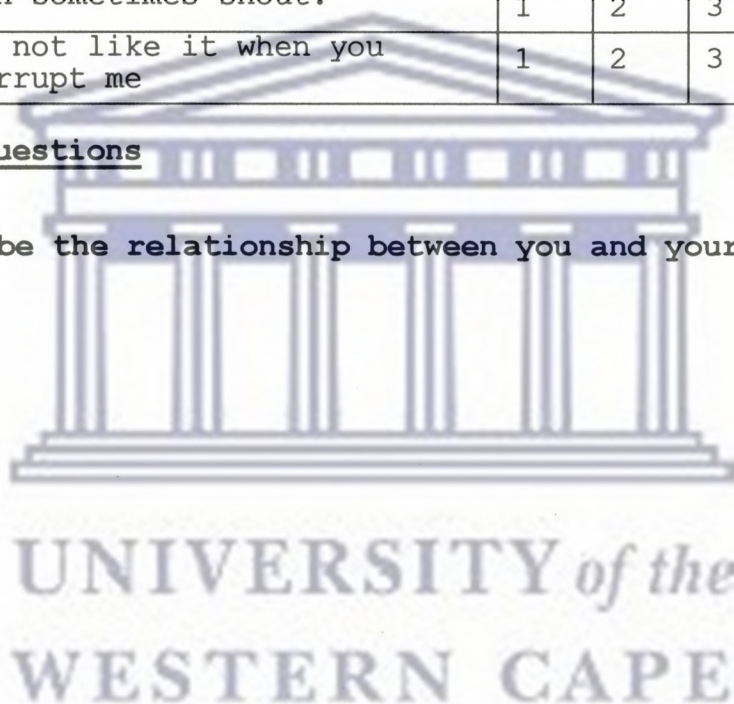 sometimes shout. 1 2 3
not like it when you 1 2 3
rrupt me
uestions
be the relationship between you and your
UNIVERSITY of the
WESTERN CAPE